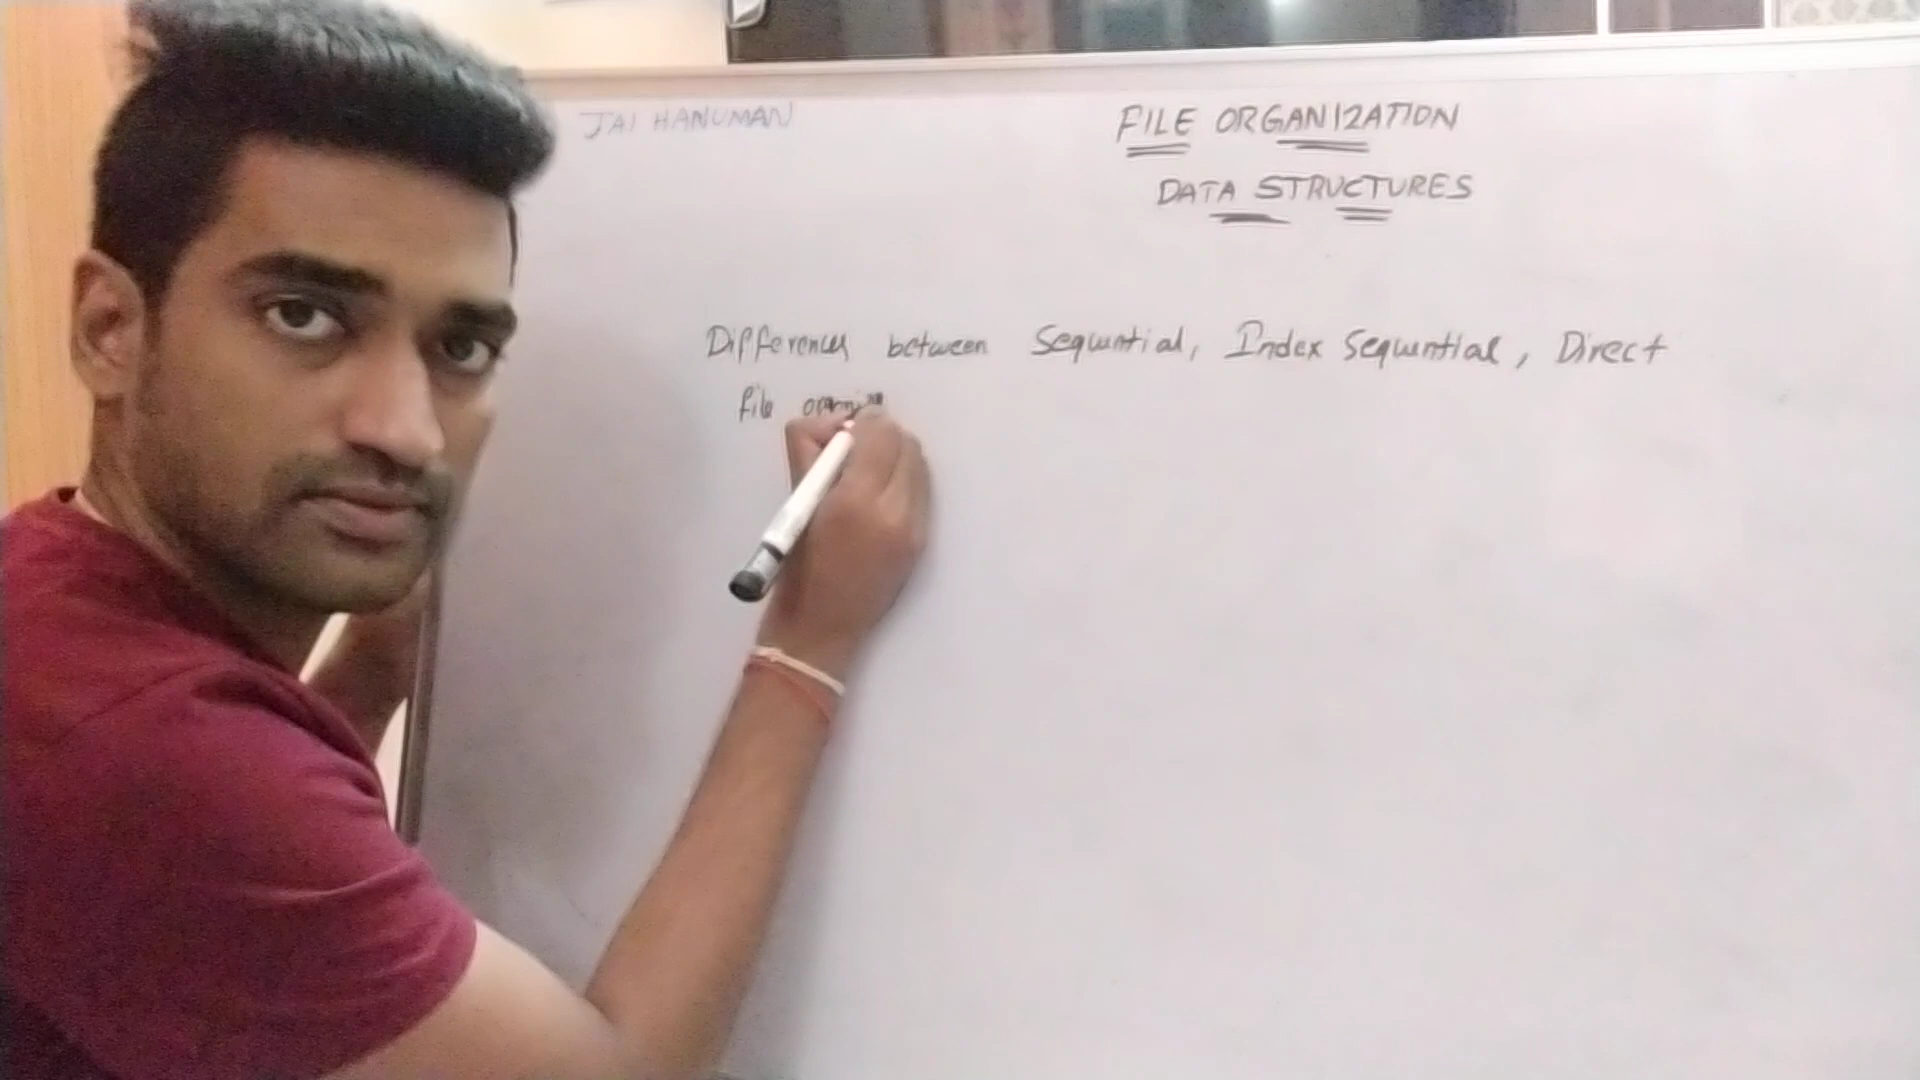 JAI HANUMAN
FILE ORGANIZATION
DATA STRUCTURES
Differences between Sequential, Index Sequential, Direct
file